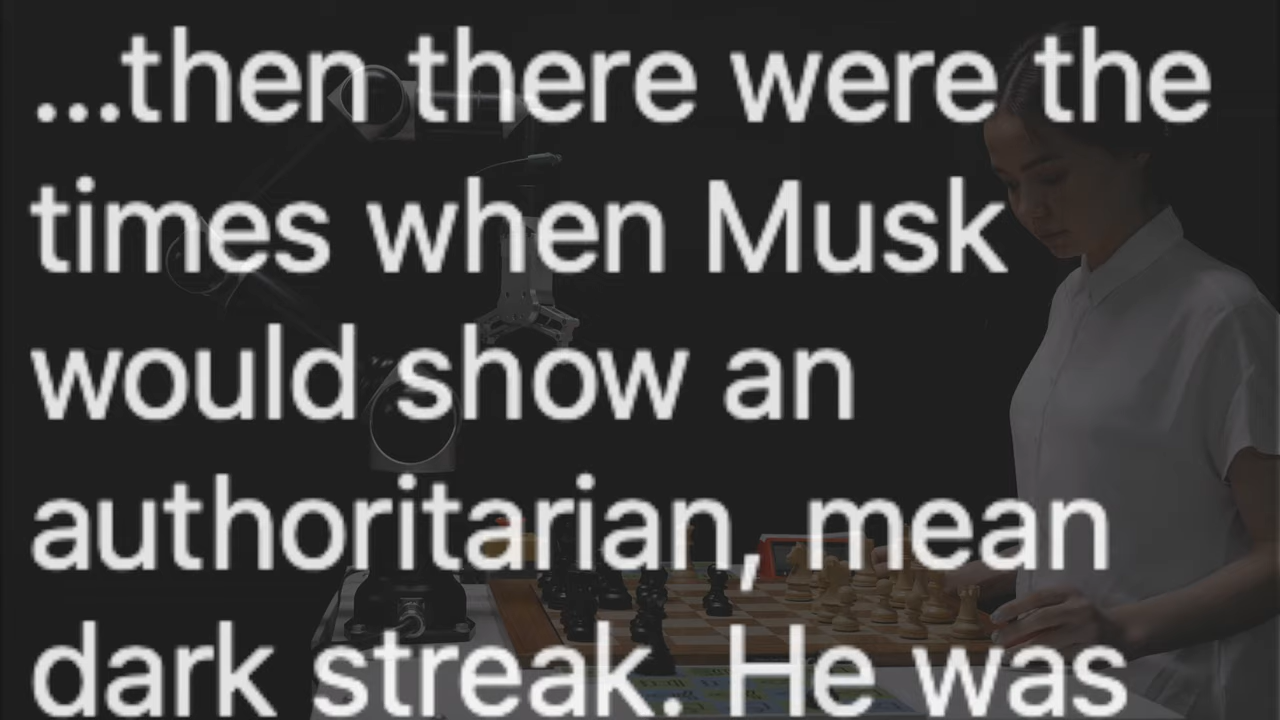 ...then there were the
times when Musk
would show an
authoritarian, mean
dark streak. He was